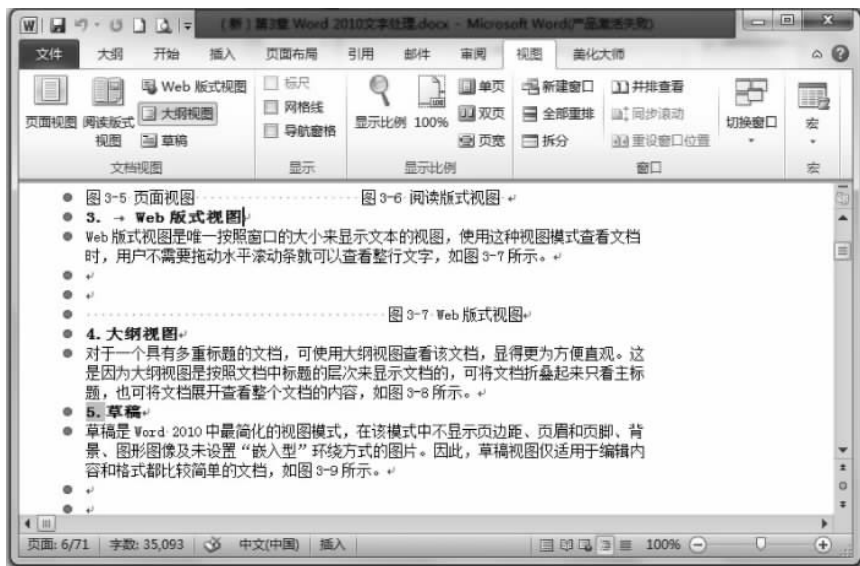 (新)第3章 Word 2010文字处理.docx - Microsoft Word(产品激活失败)
文件 大纲 开始 插入 页面布局 引用 邮件 审阅 视图 美化大师
页面视图 阅读版式视图 Web 版式视图 大纲视图 草稿
文档视图
标尺 网格线 导航窗格
显示
显示比例 100% 单页 双页 页宽
显示比例
新建窗口 全部重排 拆分 并排查看 同步滚动 重设窗口位置 切换窗口
窗口
宏
宏
图 3-5 页面视图 图 3-6 阅读版式视图
3. → Web 版式视图
Web 版式视图是唯一按照窗口的大小来显示文本的视图，使用这种视图模式查看文档
时，用户不需要拖动水平滚动条就可以查看整行文字，如图 3-7 所示。
图 3-7 Web 版式视图
4. 大纲视图
对于一个具有多重标题的文档，可使用大纲视图查看该文档，显得更为方便直观。这
是因为大纲视图是按照文档中标题的层次来显示文档的，可将文档折叠起来只看主标
题，也可将文档展开查看整个文档的内容，如图 3-8 所示。
5. 草稿
草稿是 Word 2010 中最简化的视图模式，在该模式中不显示页边距、页眉和页脚、背
景、图形图像及未设置“嵌入型”环绕方式的图片。因此，草稿视图仅适用于编辑内
容和格式都比较简单的文档，如图 3-9 所示。
页面: 6/71 字数: 35,093 中文(中国) 插入 100%